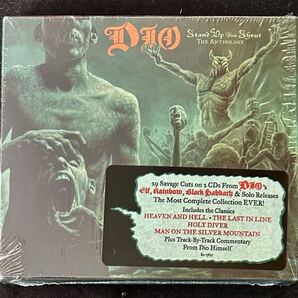 DIO
Stand Up And Shout
The Anthology
29 Savage Cuts on 2 CDs From DIO's
Elf, Rainbow, Black Sabbath & Solo Releases
The Most Complete Collection EVER!
Includes the Classics
HEAVEN AND HELL • THE LAST IN LINE
HOLY DIVER
MAN ON THE SILVER MOUNTAIN
Plus Track-By-Track Commentary
From Dio Himself